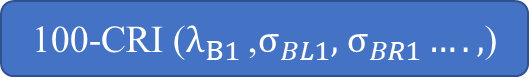 100-CRI (λB1 ,σBL1, σBR1 … . ,)